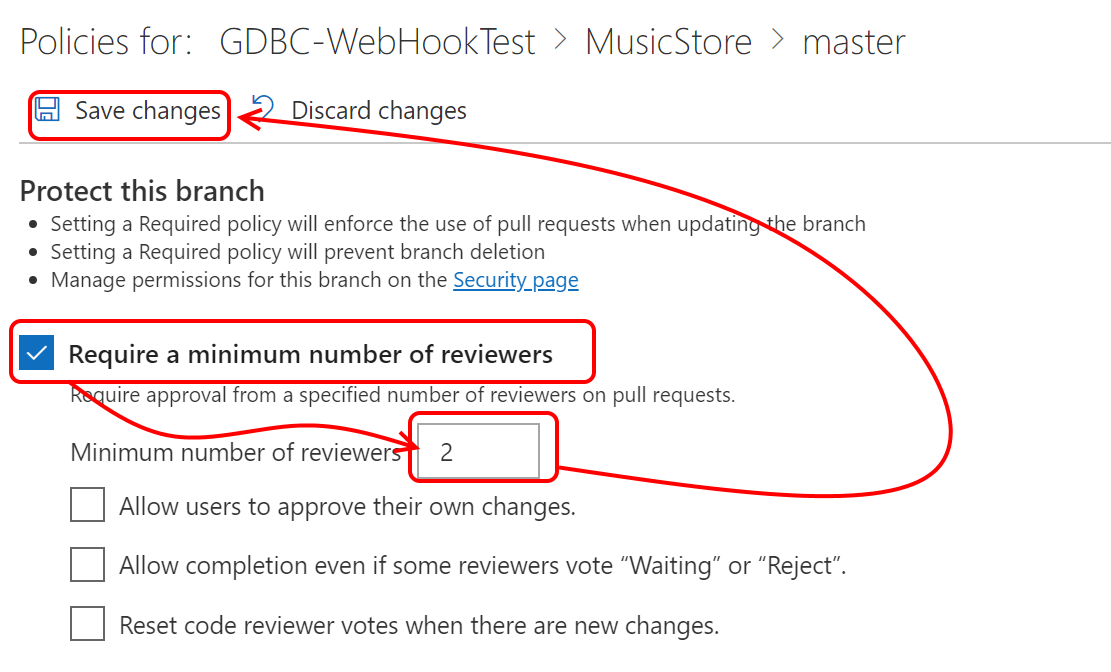 Policies for: GDBC-WebHookTest > MusicStore > master
Save changes Discard changes
Protect this branch
• Setting a Required policy will enforce the use of pull requests when updating the branch
• Setting a Required policy will prevent branch deletion
• Manage permissions for this branch on the Security page
Require a minimum number of reviewers
Require approval from a specified number of reviewers on pull requests.
Minimum number of reviewers 2
Allow users to approve their own changes.
Allow completion even if some reviewers vote “Waiting” or “Reject”.
Reset code reviewer votes when there are new changes.